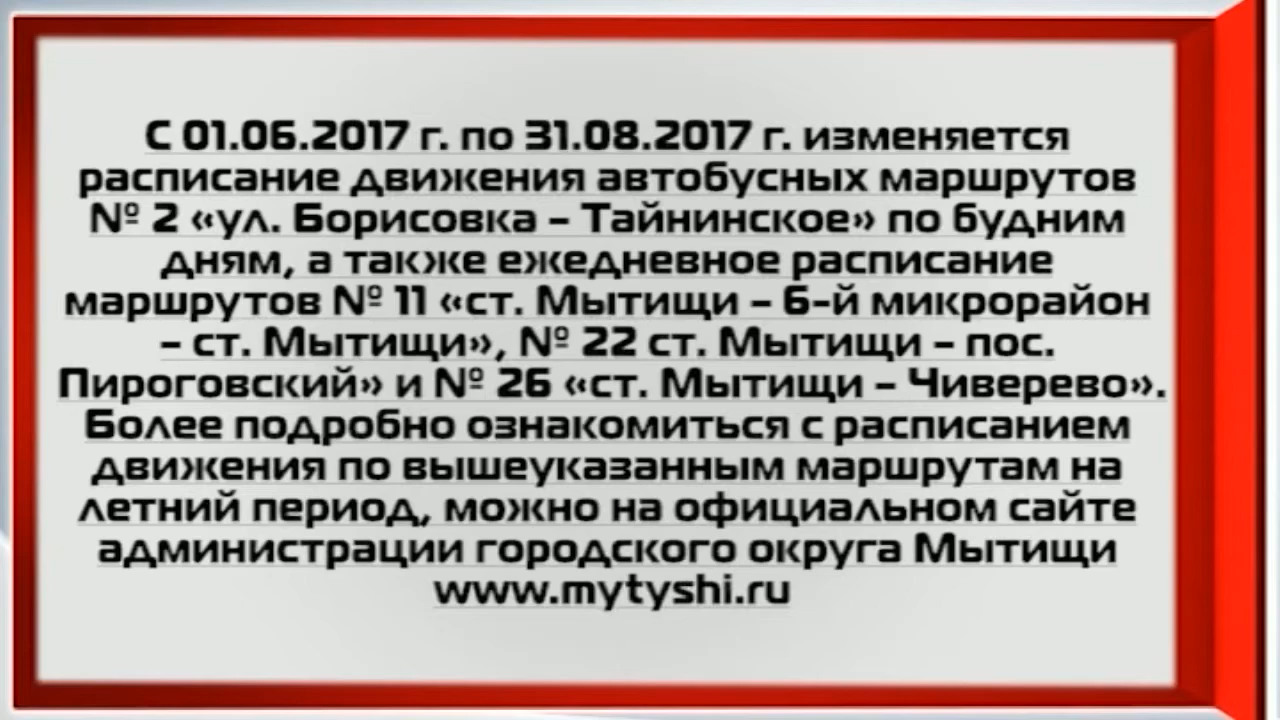 С 01.06.2017 г. по 31.08.2017 г. изменяется
расписание движения автобусных маршрутов
№ 2 «ул. Борисовка – Тайнинское» по будним
дням, а также ежедневное расписание
маршрутов № 11 «ст. Мытищи – 6-й микрорайон
– ст. Мытищи», № 22 ст. Мытищи – пос.
Пироговский» и № 26 «ст. Мытищи – Чиверево».
Более подробно ознакомиться с расписанием
движения по вышеуказанным маршрутам на
летний период, можно на официальном сайте
администрации городского округа Мытищи
www.mytyshi.ru